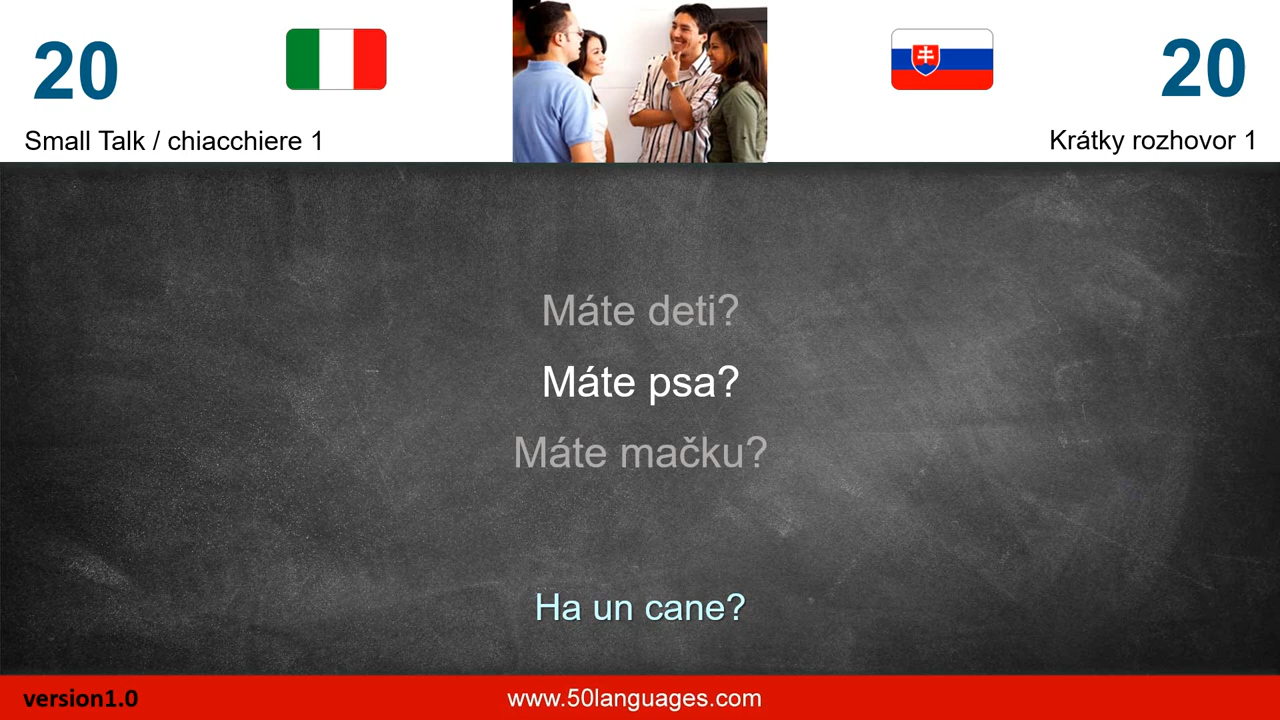 20
20
Small Talk / chiacchiere 1
Krátky rozhovor 1
Máte deti?
Máte psa?
Máte mačku?
Ha un cane?
version1.0
www.50languages.com